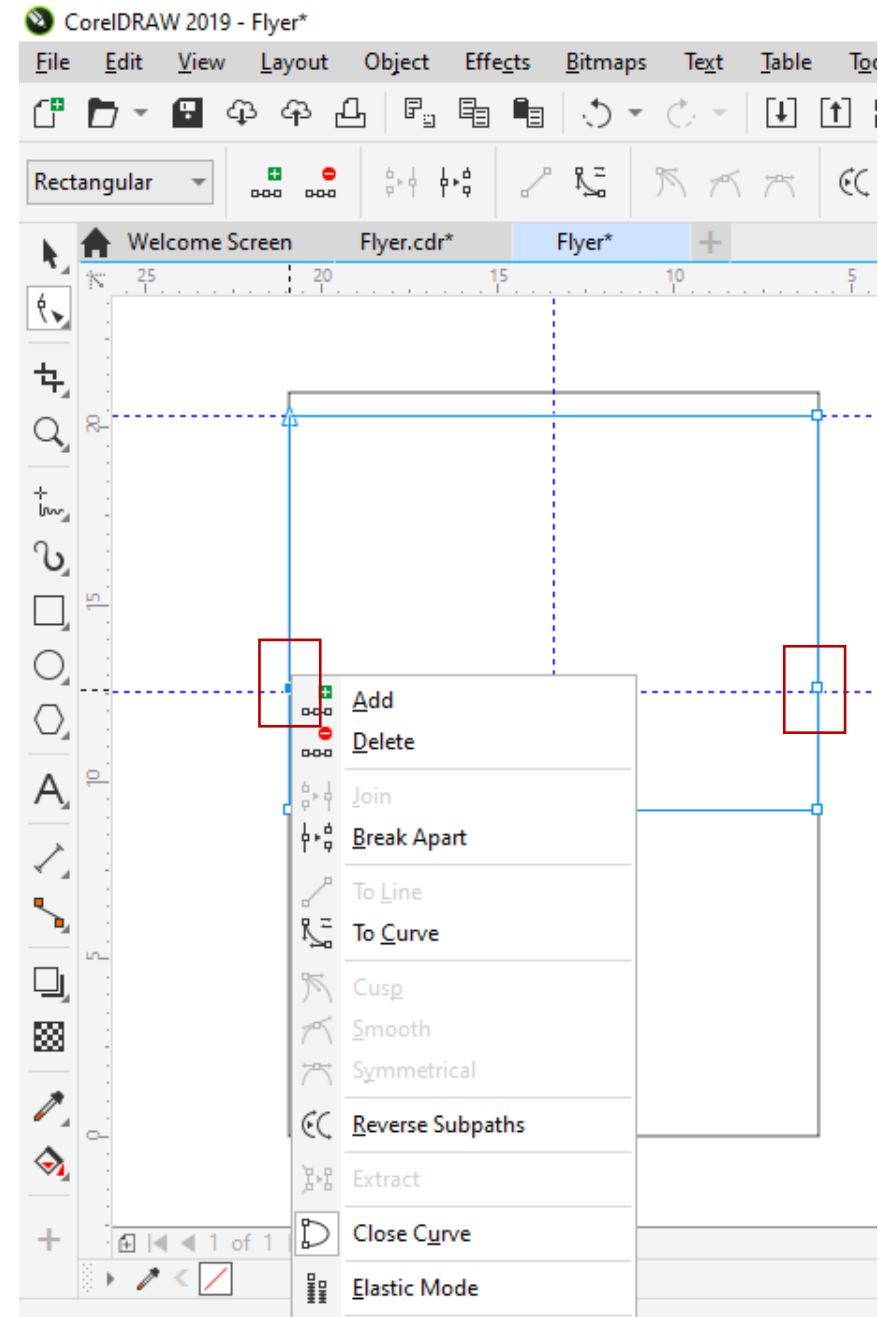 CorelDRAW 2019 - Flyer*
File Edit View Layout Object Effects Bitmaps Text Table
Rectangular
Welcome Screen Flyer.cdr* Flyer*
25 20 15 10 5
20
15
Add
Delete
10
Join
Break Apart
To Line
To Curve
5
Cusp
Smooth
Symmetrical
0
Reverse Subpaths
Extract
1 of 1
Close Curve
Elastic Mode